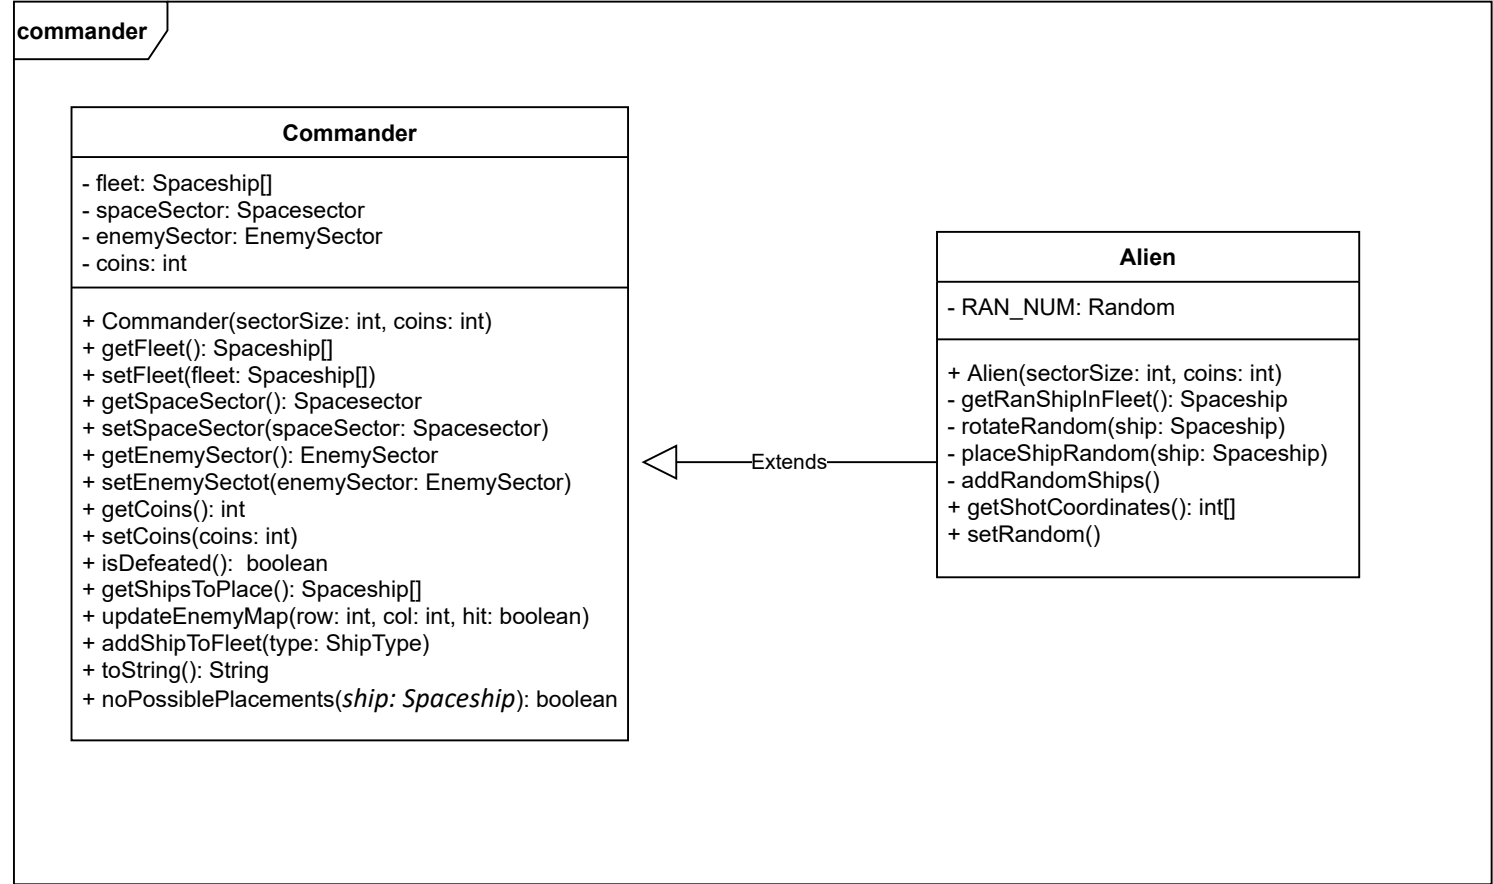 commander
Commander
- fleet: Spaceship[]
- spaceSector: Spacesector
- enemySector: EnemySector
- coins: int
+ Commander(sectorSize: int, coins: int)
+ getFleet(): Spaceship[]
+ setFleet(fleet: Spaceship[])
+ getSpaceSector(): Spacesector
+ setSpaceSector(spaceSector: Spacesector)
+ getEnemySector(): EnemySector
+ setEnemySectot(enemySector: EnemySector)
+ getCoins(): int
+ setCoins(coins: int)
+ isDefeated():  boolean
+ getShipsToPlace(): Spaceship[]
+ updateEnemyMap(row: int, col: int, hit: boolean)
+ addShipToFleet(type: ShipType)
+ toString(): String
+ noPossiblePlacements(ship: Spaceship): boolean
Extends
Alien
- RAN_NUM: Random
+ Alien(sectorSize: int, coins: int)
- getRanShipInFleet(): Spaceship
- rotateRandom(ship: Spaceship)
- placeShipRandom(ship: Spaceship)
- addRandomShips()
+ getShotCoordinates(): int[]
+ setRandom()